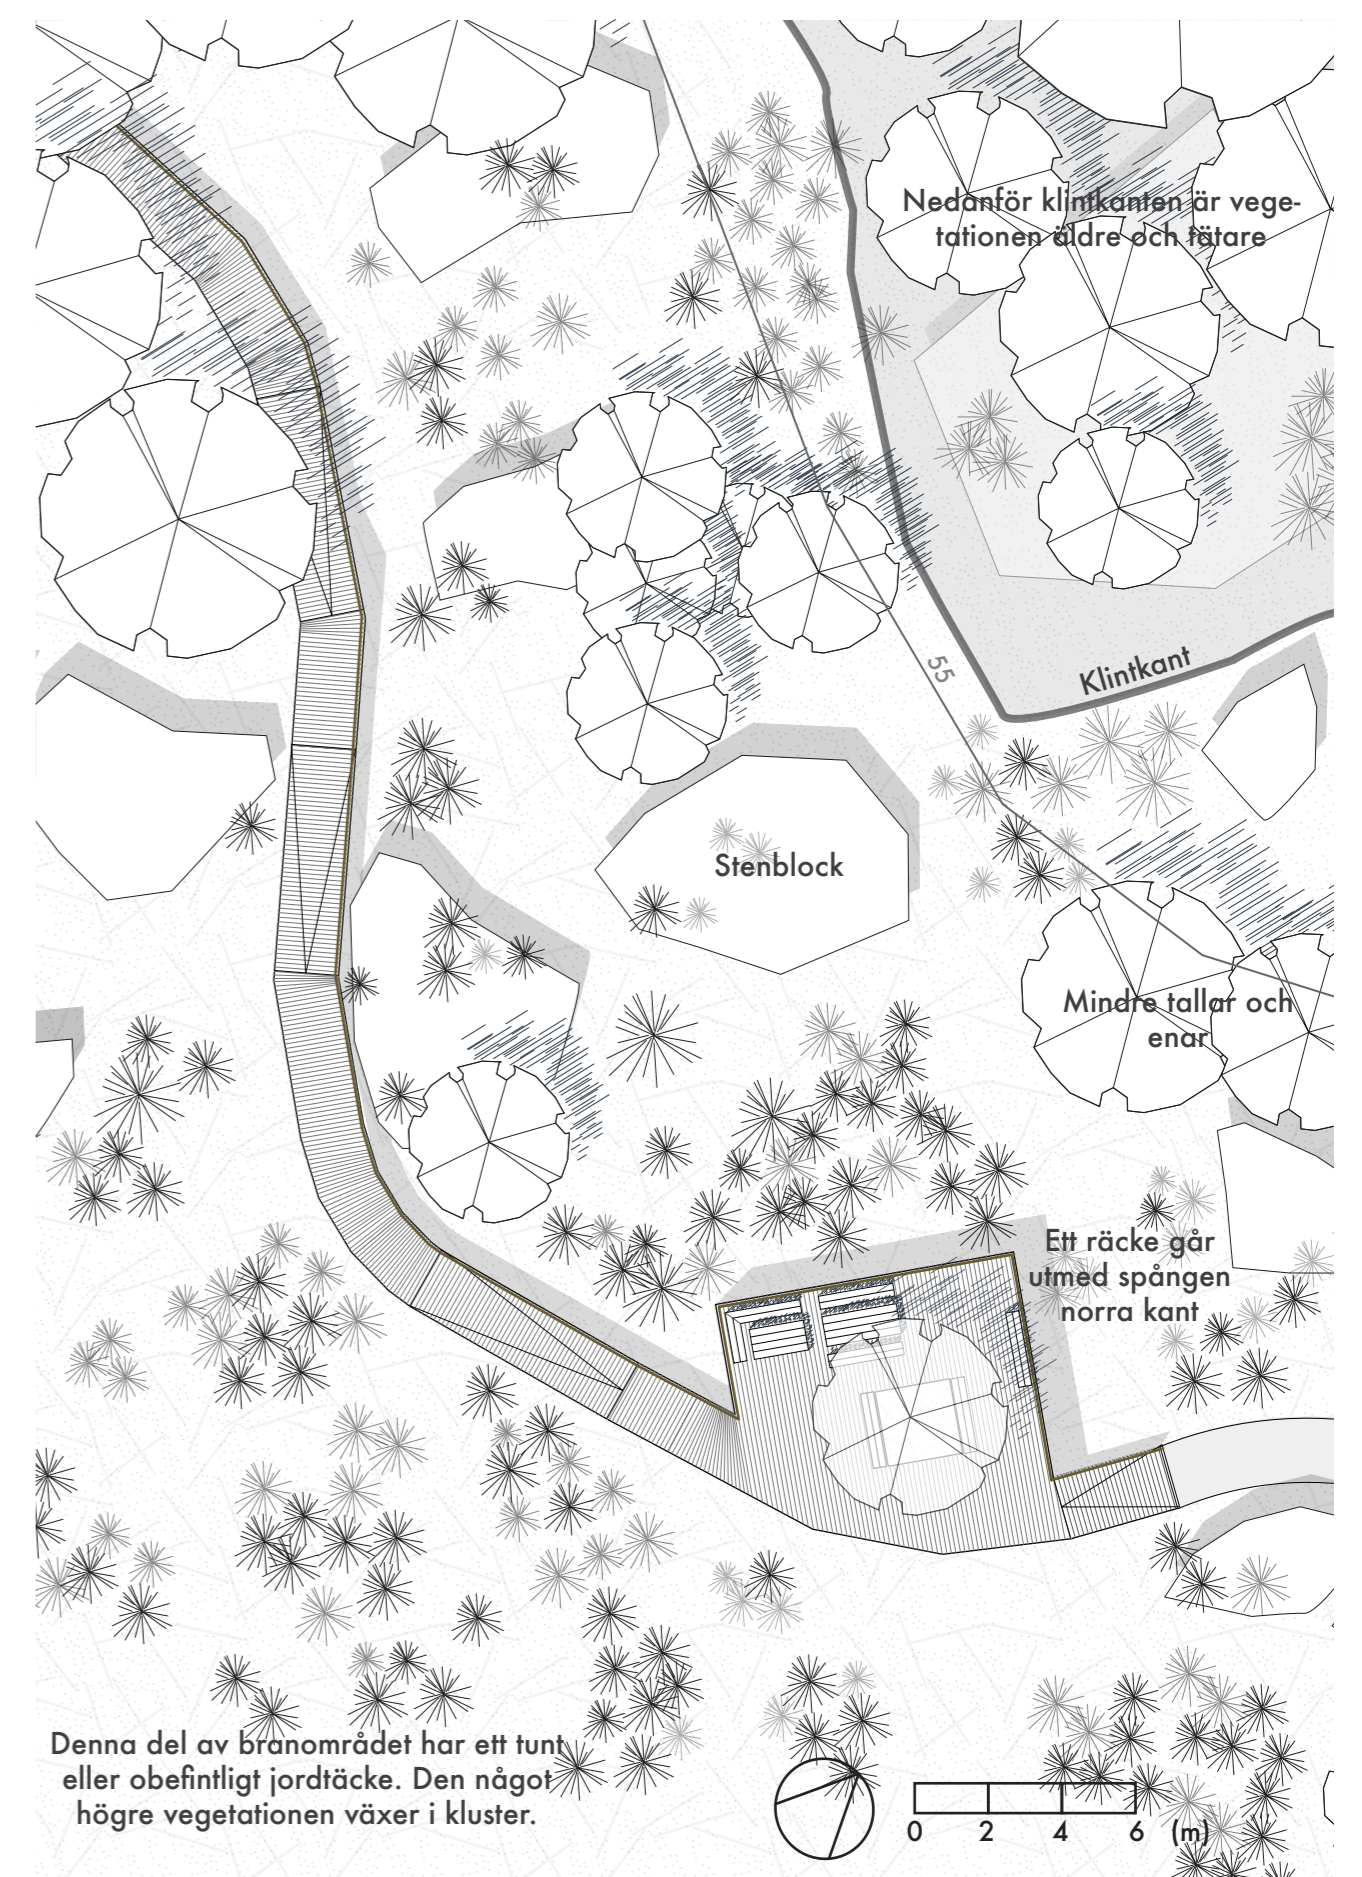 Nedanför klintkanten är vege-
tationen äldre och tätare
55
Klintkant
Stenblock
Mindre tallar och
enar
Ett räcke går
utmed spången
norra kant
Denna del av branområdet har ett tunt
eller obefintligt jordtäcke. Den något
högre vegetationen växer i kluster.
0 2 4 6 (m)